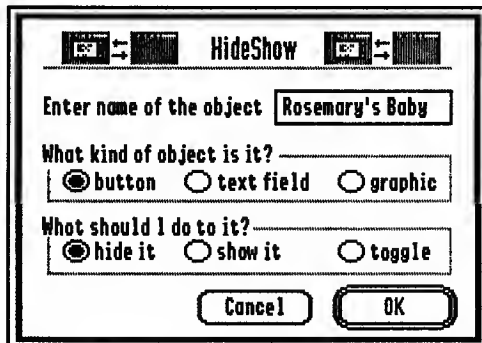 HideShow
Enter name of the object Rosemary's Baby
What kind of object is it?
button text field graphic
What should I do to it?
hide it show it toggle
Cancel OK